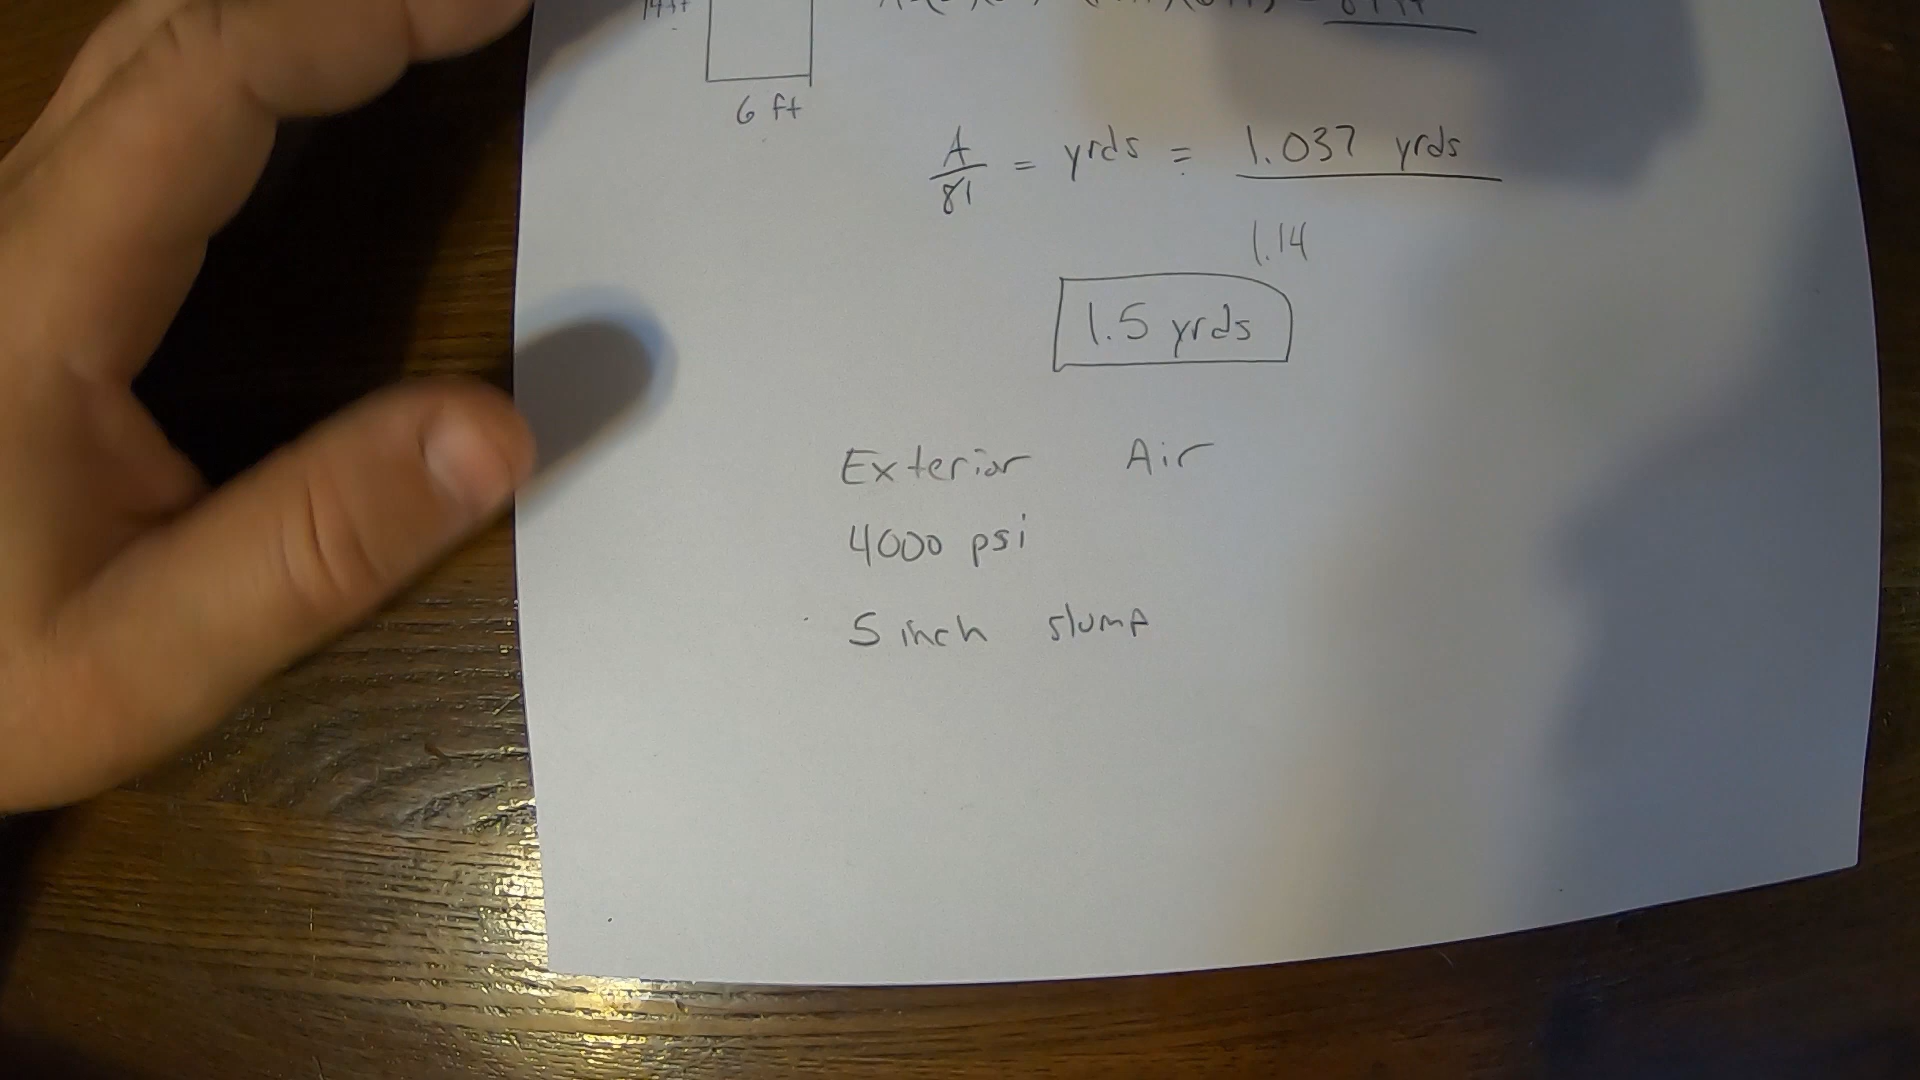 14ft
6 ft
A/81 = yrds = 1.037 yrds
1.14
1.5 yrds
Exterior Air
4000 psi
5 inch slump